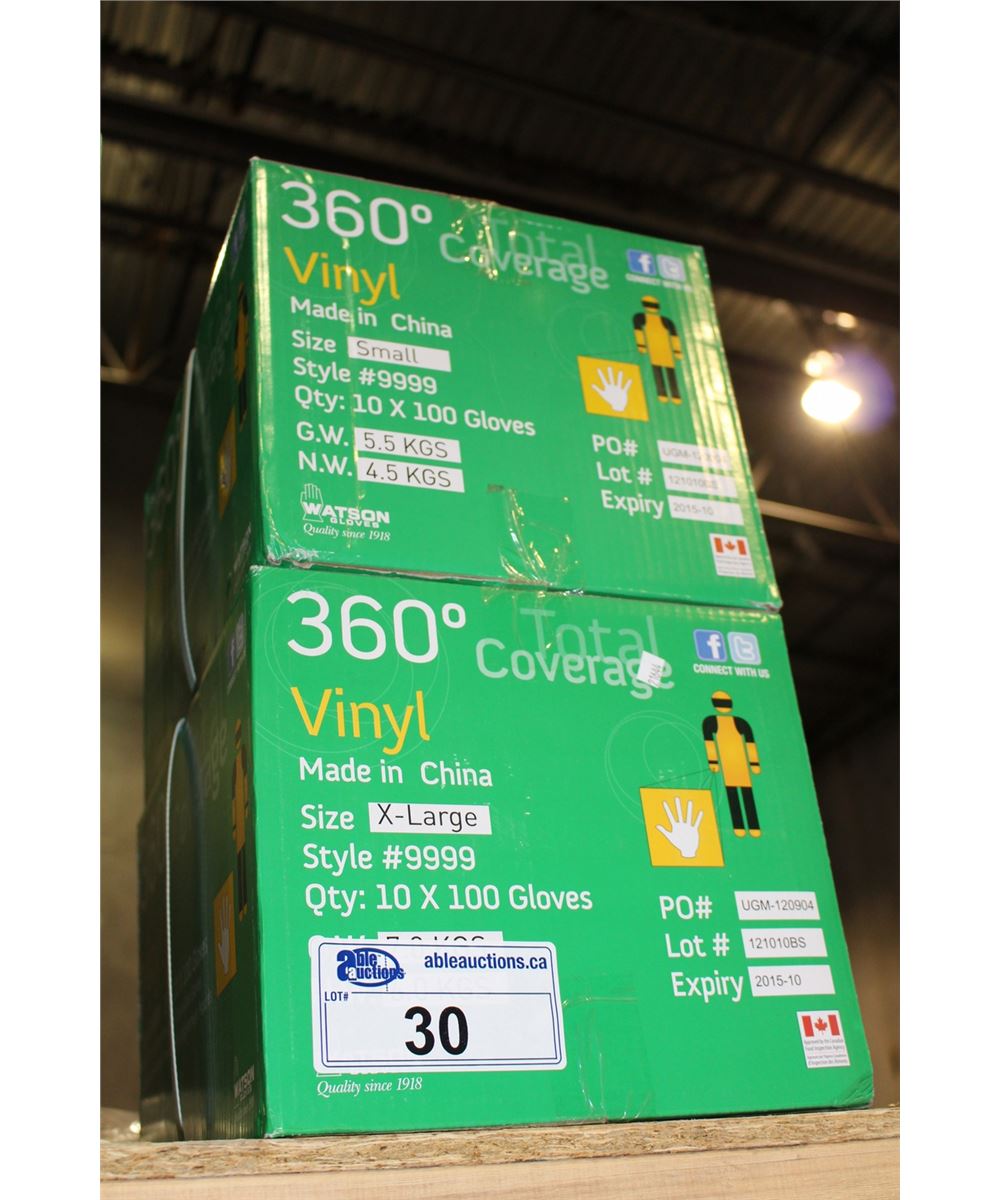 360°
Total
Coverage
Vinyl
Made in China
Size Small
Style #9999
Qty: 10 X 100 Gloves
G.W. 5.5 KGS
N.W. 4.5 KGS
WATSON
GLOVES
Quality since 1918
CONNECT WITH US
PO#
Lot #
Expiry 2015-10
360°
Total
Coverage
Vinyl
Made in China
Size X-Large
Style #9999
Qty: 10 X 100 Gloves
CONNECT WITH US
PO# UGM-120904
Lot # 121010BS
Expiry 2015-10
able auctions
ableauctions.ca
LOT#
30
Quality since 1918
WATSON